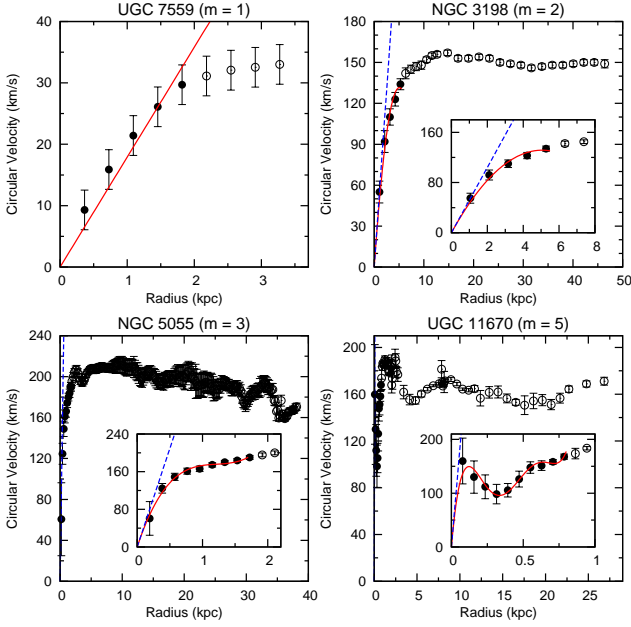 UGC 7559 (m = 1)
Circular Velocity (km/s)
40
30
20
10
0
0 1 2 3
Radius (kpc)
NGC 3198 (m = 2)
Circular Velocity (km/s)
180
150
120
90
60
30
0
0 10 20 30 40 50
Radius (kpc)
160
80
0
0 2 4 6 8
NGC 5055 (m = 3)
Circular Velocity (km/s)
240
200
160
120
80
40
0
0 10 20 30 40
Radius (kpc)
240
160
80
0
0 1 2
UGC 11670 (m = 5)
Circular Velocity (km/s)
200
160
120
80
40
0
0 5 10 15 20 25
Radius (kpc)
200
100
0
0 0.5 1